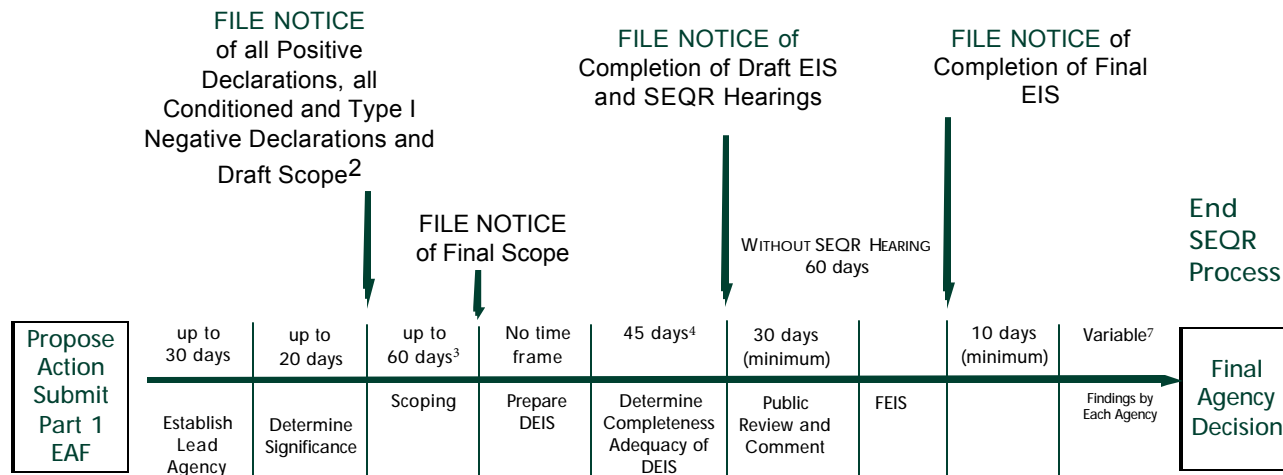 FILE NOTICE
of all Positive
Declarations, all
Conditioned and Type I
Negative Declarations and
Draft Scope2
FILE NOTICE
of Final Scope
FILE NOTICE of
Completion of Draft EIS
and SEQR Hearings
FILE NOTICE of
Completion of Final
EIS
WITHOUT SEQR HEARING
60 days
End
SEQR
Process
Propose
Action
Submit
Part 1
EAF
up to
30 days
up to
20 days
up to
60 days3
No time
frame
45 days4
30 days
(minimum)
10 days
(minimum)
Variable7
Establish
Lead
Agency
Determine
Significance
Scoping
Prepare
DEIS
Determine
Completeness
Adequacy of
DEIS
Public
Review and
Comment
FEIS
Findings by
Each Agency
Final
Agency
Decision